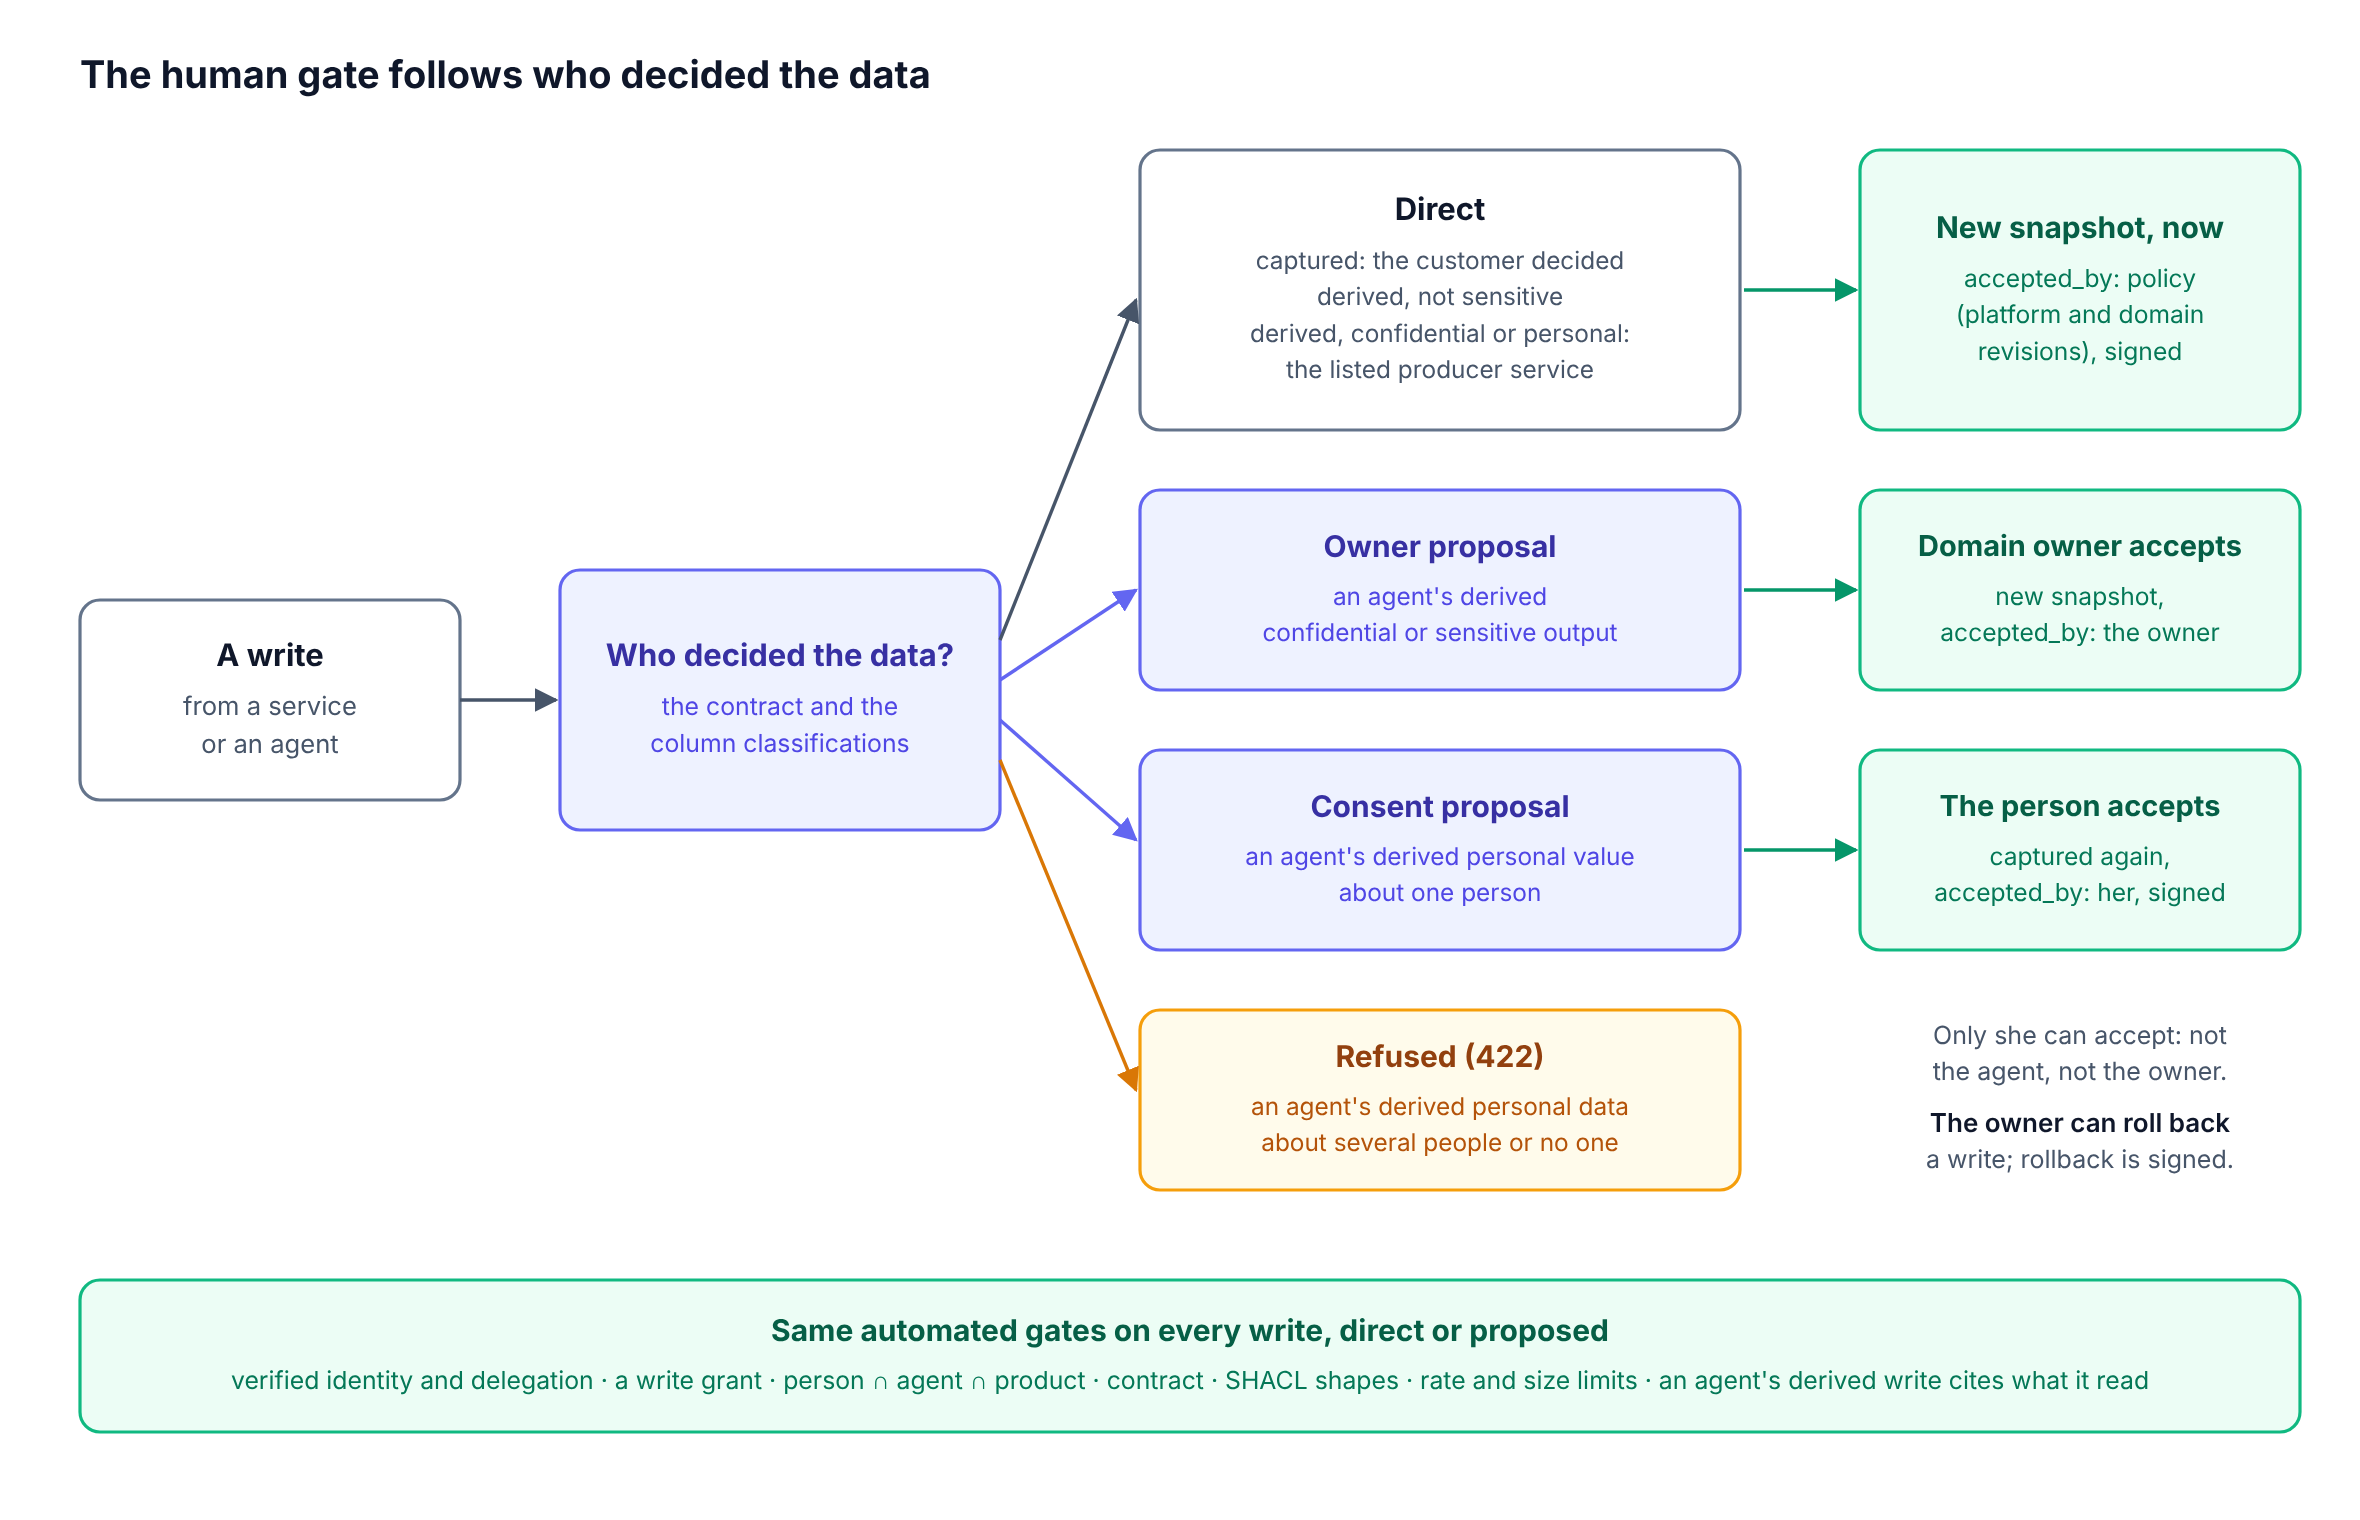 The human gate follows who decided the data
A write
from a service
or an agent
Who decided the data?
the contract and the
column classifications
Direct
captured: the customer decided
derived, not sensitive
derived, confidential or personal:
the listed producer service
New snapshot, now
accepted_by: policy
(platform and domain
revisions), signed
Owner proposal
an agent's derived
confidential or sensitive output
Domain owner accepts
new snapshot,
accepted_by: the owner
Consent proposal
an agent's derived personal value
about one person
The person accepts
captured again,
accepted_by: her, signed
Refused (422)
an agent's derived personal data
about several people or no one
Only she can accept: not
the agent, not the owner.
The owner can roll back
a write; rollback is signed.
Same automated gates on every write, direct or proposed
verified identity and delegation · a write grant · person ∩ agent ∩ product · contract · SHACL shapes · rate and size limits · an agent's derived write cites what it read